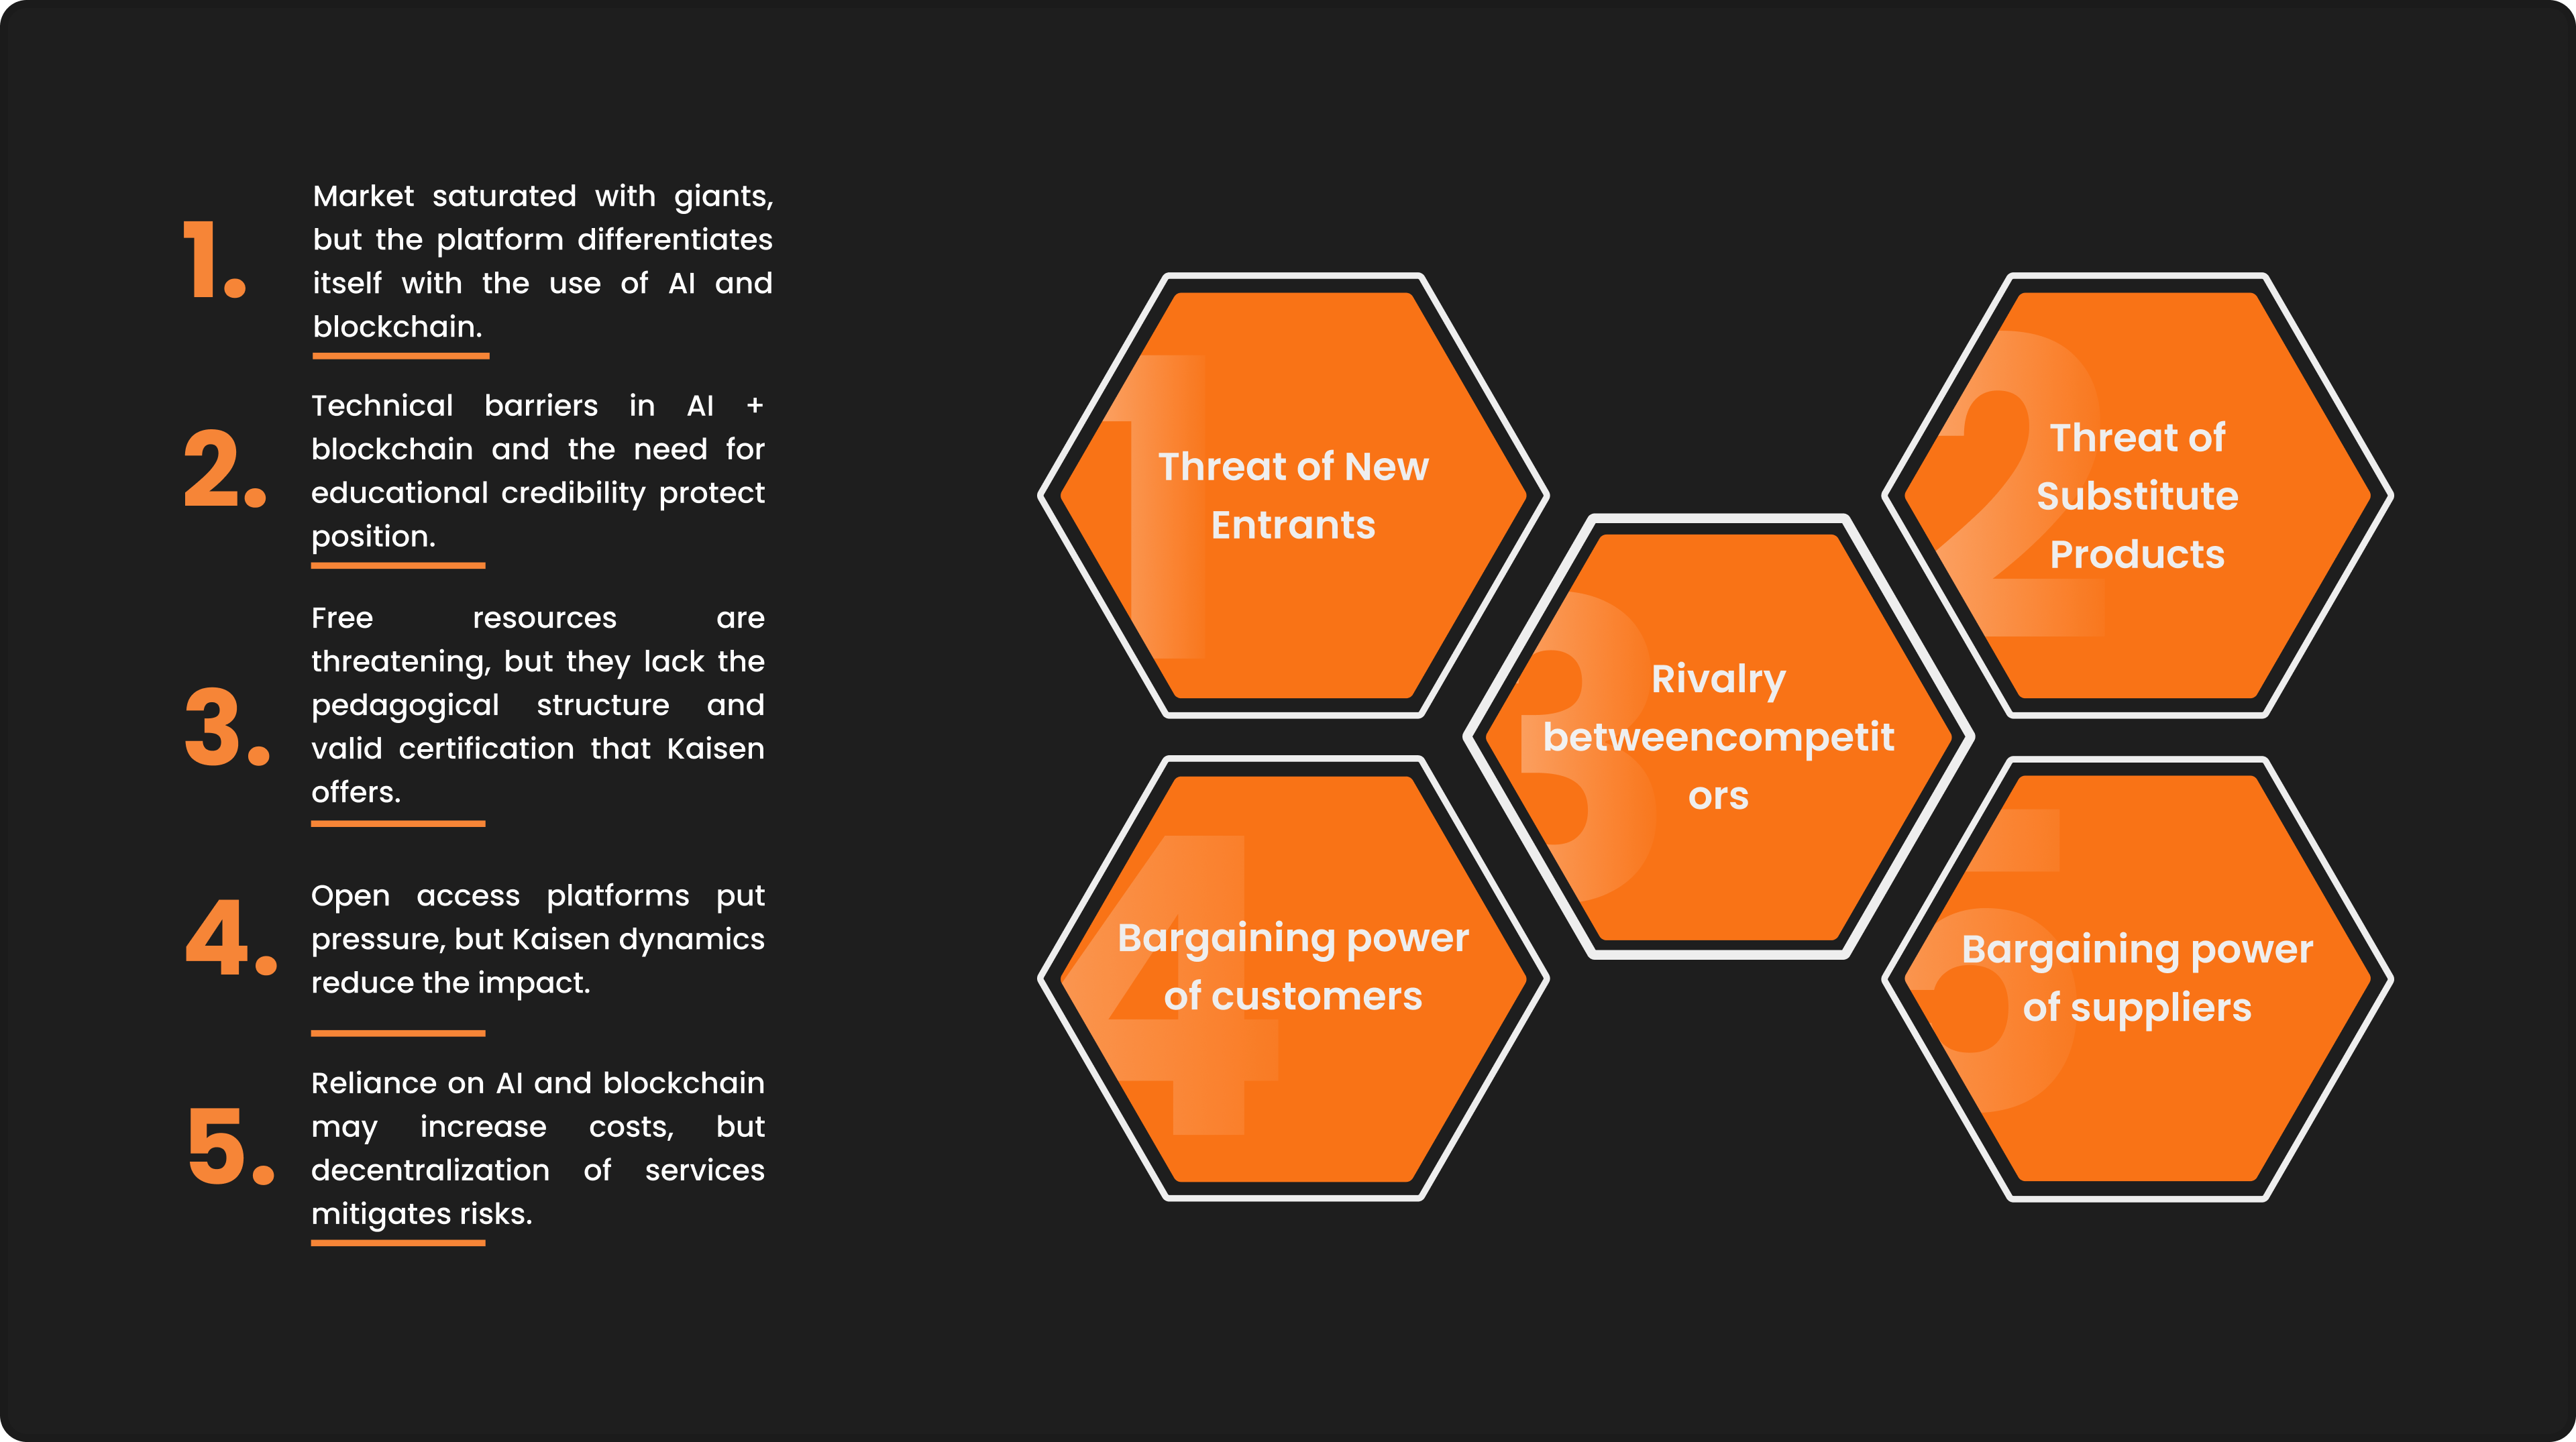 1.
Market saturated with giants,
but the platform differentiates
itself with the use of AI and
blockchain.
2.
Technical barriers in AI +
blockchain and the need for
educational credibility protect
position.
3.
Free resources are
threatening, but they lack the
pedagogical structure and
valid certification that Kaisen
offers.
4.
Open access platforms put
pressure, but Kaisen dynamics
reduce the impact.
5.
Reliance on AI and blockchain
may increase costs, but
decentralization of services
mitigates risks.
1
Threat of New
Entrants
2
Threat of
Substitute
Products
3
Rivalry
betweencompetit
ors
4
Bargaining power
of customers
5
Bargaining power
of suppliers